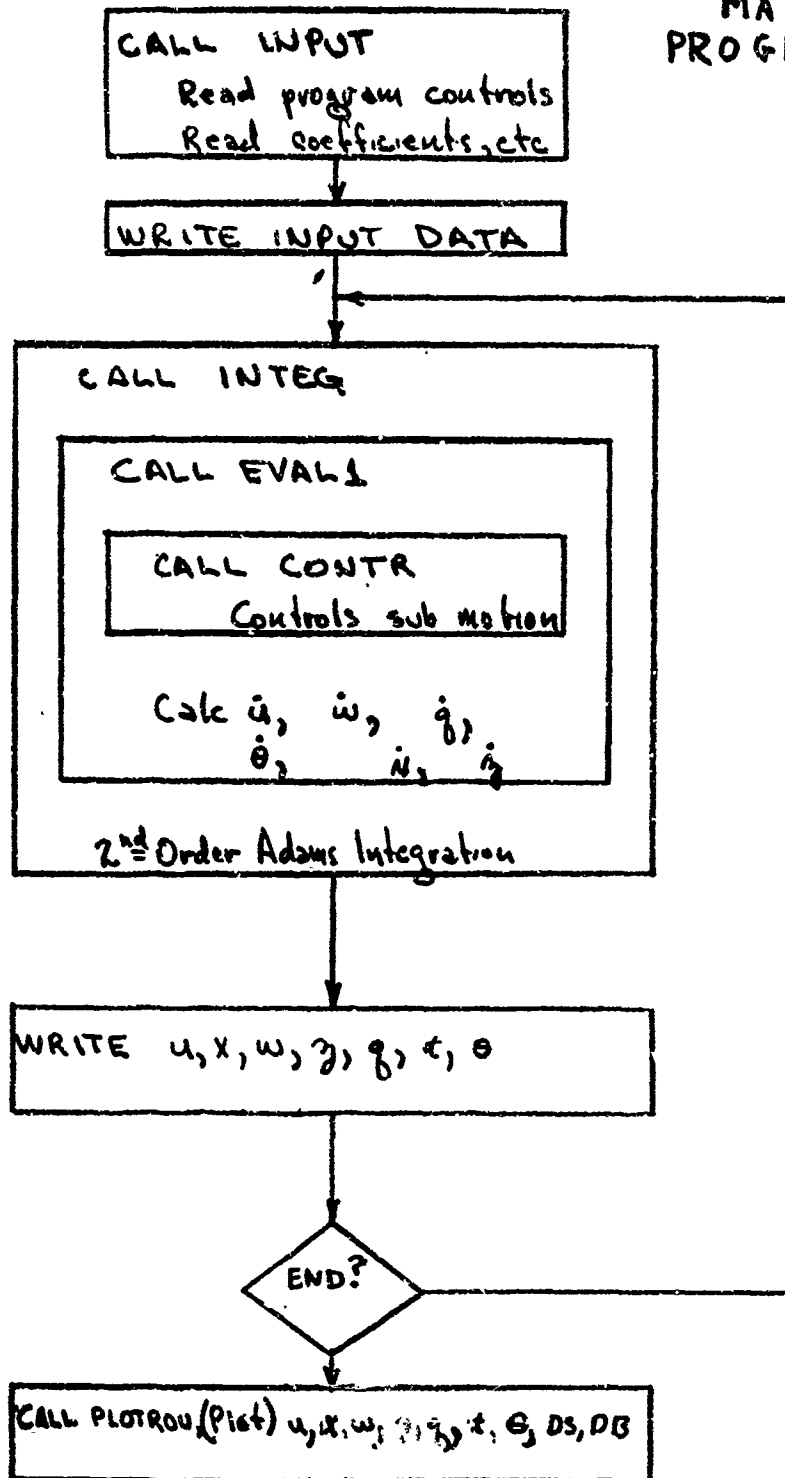 MA
PROG
CALL INPUT
Read program controls
Read coefficients, etc
WRITE INPUT DATA
CALL INTEG
CALL EVAL1
CALL CONTR
Controls sub motion
Calc u̇, ẇ, q̇,
θ̇, ẋ, ż
2nd Order Adams Integration
WRITE u, x, w, z, q, t, θ
END?
CALL PLOTROU (Plot) u, x, w, z, q, t, θ, DS, DB